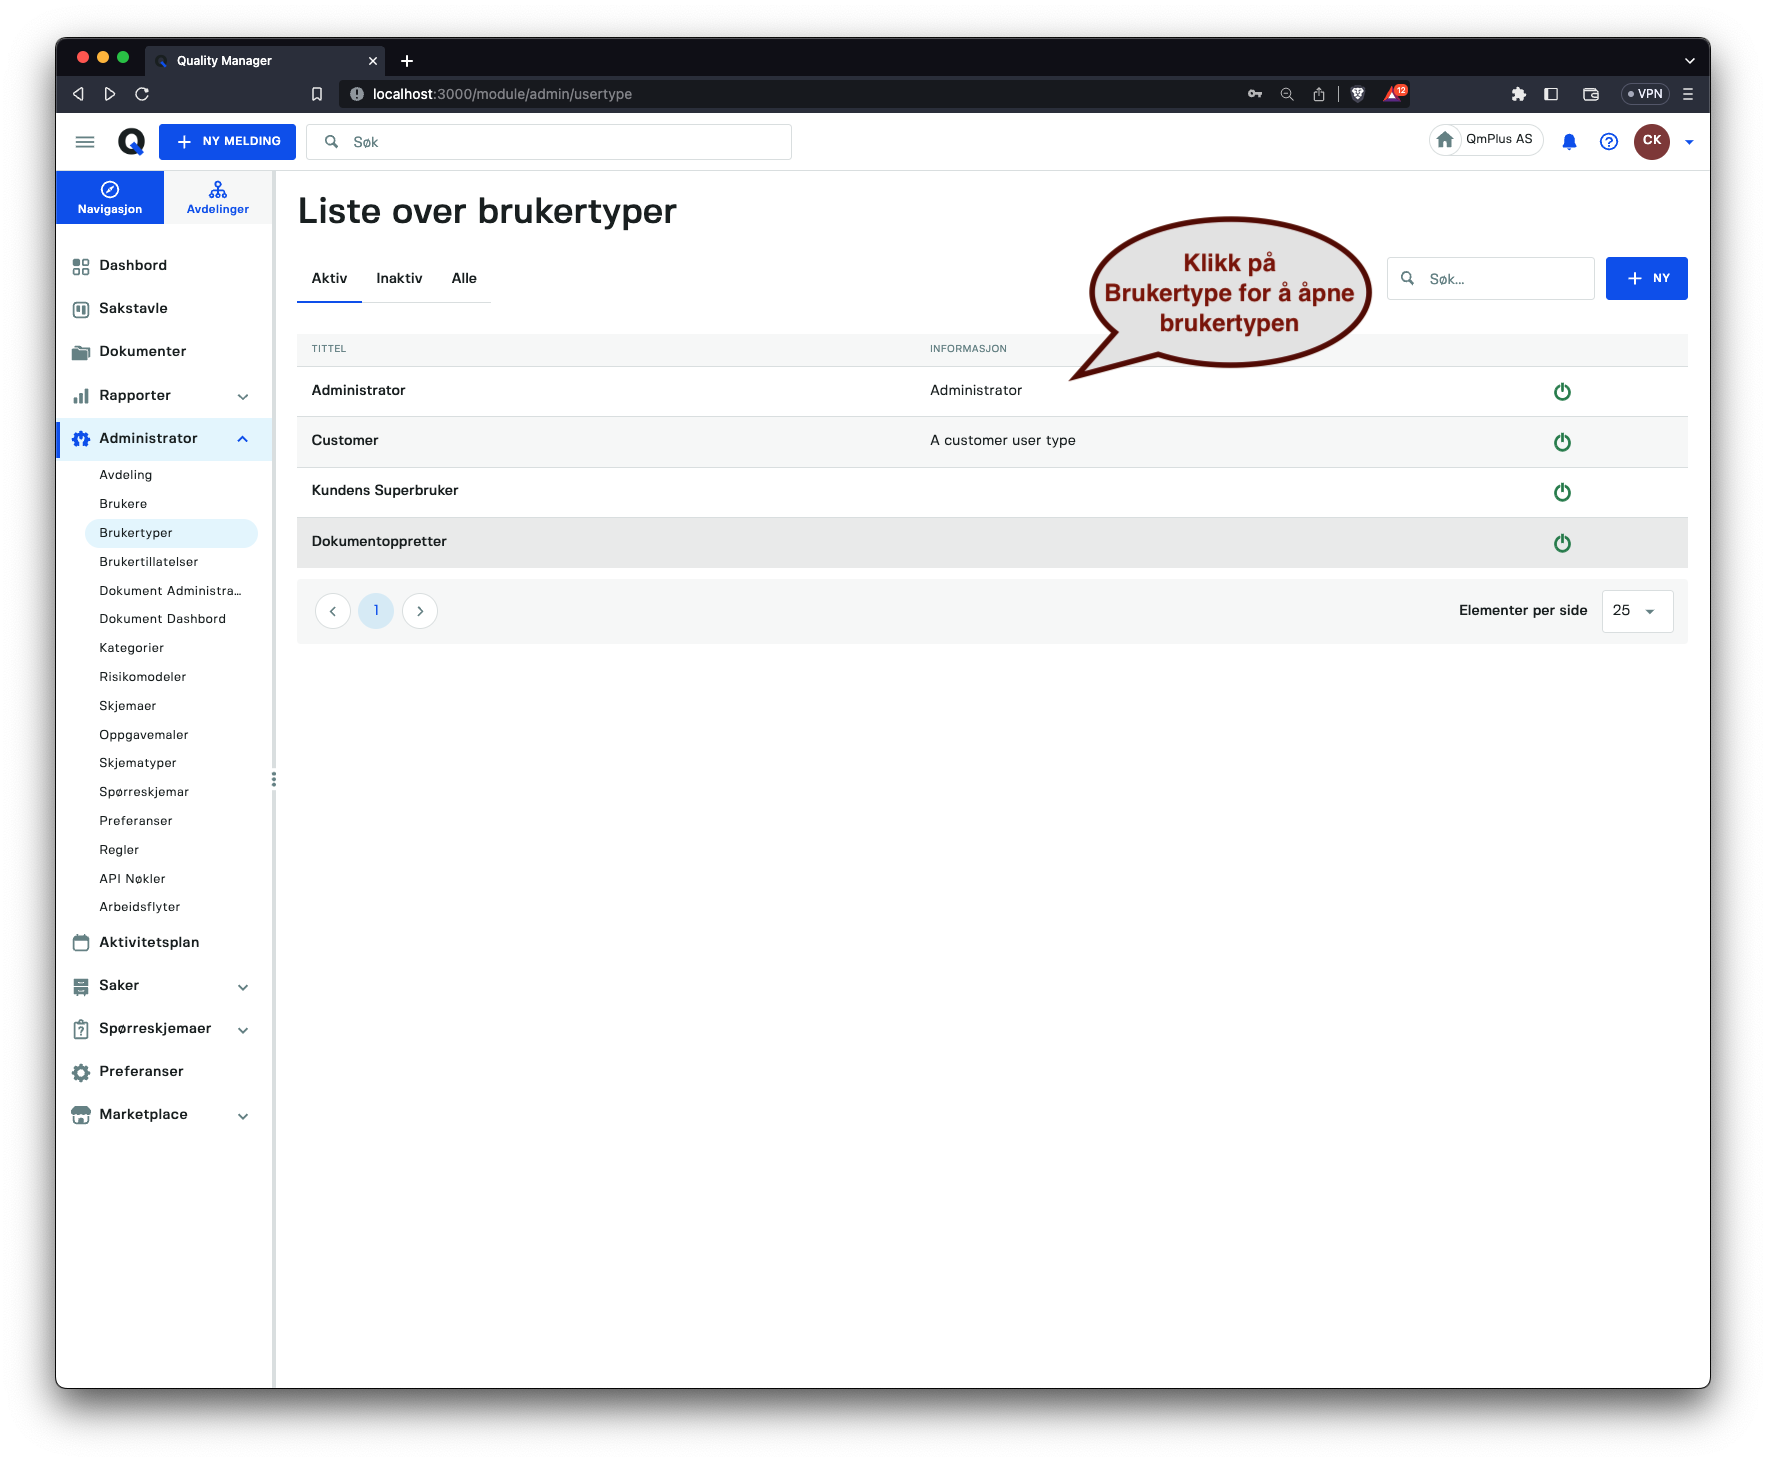 Quality Manager
localhost:3000/module/admin/usertype
12
VPN
NY MELDING
Søk
QmPlus AS
CK
Navigasjon
Avdelinger
Dashbord
Sakstavle
Dokumenter
Rapporter
Administrator
Avdeling
Brukere
Brukertyper
Brukertillatelser
Dokument Administra...
Dokument Dashbord
Kategorier
Risikomodeler
Skjemaer
Oppgavemaler
Skjematyper
Spørreskjemar
Preferanser
Regler
API Nøkler
Arbeidsflyter
Aktivitetsplan
Saker
Spørreskjemaer
Preferanser
Marketplace
Liste over brukertyper
Aktiv Inaktiv Alle
Klikk på
Brukertype for å åpne
brukertypen
Søk...
NY
TITTEL INFORMASJON
Administrator Administrator
Customer A customer user type
Kundens Superbruker
Dokumentoppretter
1
Elementer per side 25